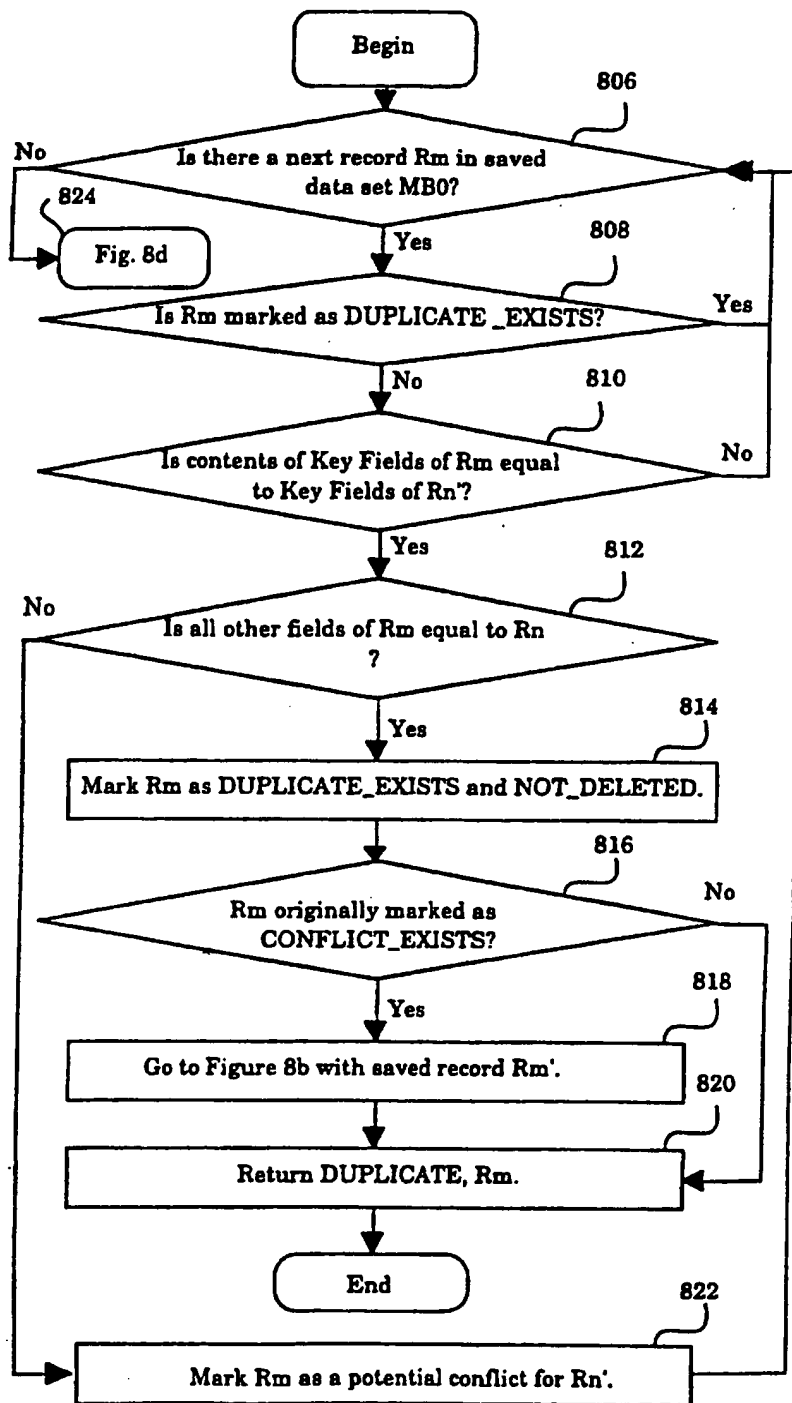 Begin
806
No
Is there a next record Rm in saved
data set MB0?
824
Fig. 8d
Yes
808
Is Rm marked as DUPLICATE _EXISTS?
Yes
No
810
Is contents of Key Fields of Rm equal
to Key Fields of Rn'?
No
Yes
812
No
Is all other fields of Rm equal to Rn
?
Yes
814
Mark Rm as DUPLICATE_EXISTS and NOT_DELETED.
816
No
Rm originally marked as
CONFLICT_EXISTS?
Yes
818
Go to Figure 8b with saved record Rm'.
820
Return DUPLICATE, Rm.
End
822
Mark Rm as a potential conflict for Rn'.